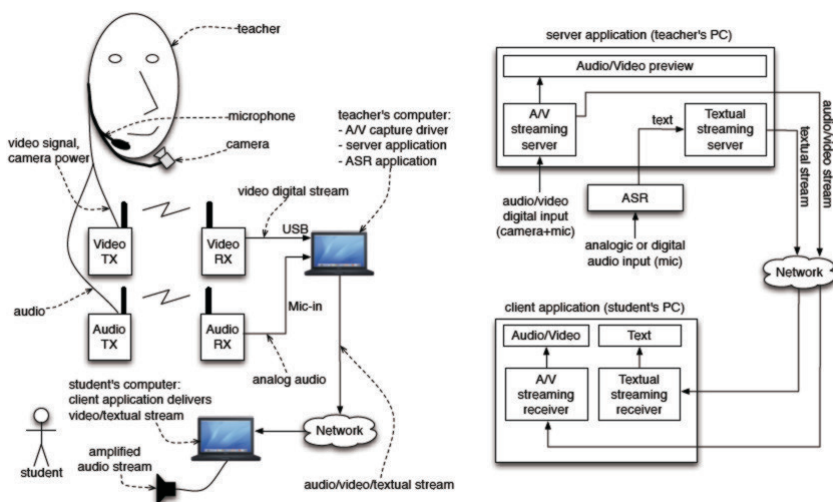 teacher
microphone
camera
video signal,
camera power
teacher's computer:
- A/V capture driver
- server application
- ASR application
video digital stream
USB
Video
TX
Video
RX
audio
Mic-in
Audio
TX
Audio
RX
analog audio
student's computer:
client application delivers
video/textual stream
Network
student
amplified
audio stream
audio/video/textual stream
server application (teacher's PC)
Audio/Video preview
A/V
streaming
server
text
Textual
streaming
server
audio/video stream
textual stream
audio/video
digital input
(camera+mic)
ASR
analogic or digital
audio input (mic)
Network
client application (student's PC)
Audio/Video
Text
A/V
streaming
receiver
Textual
streaming
receiver